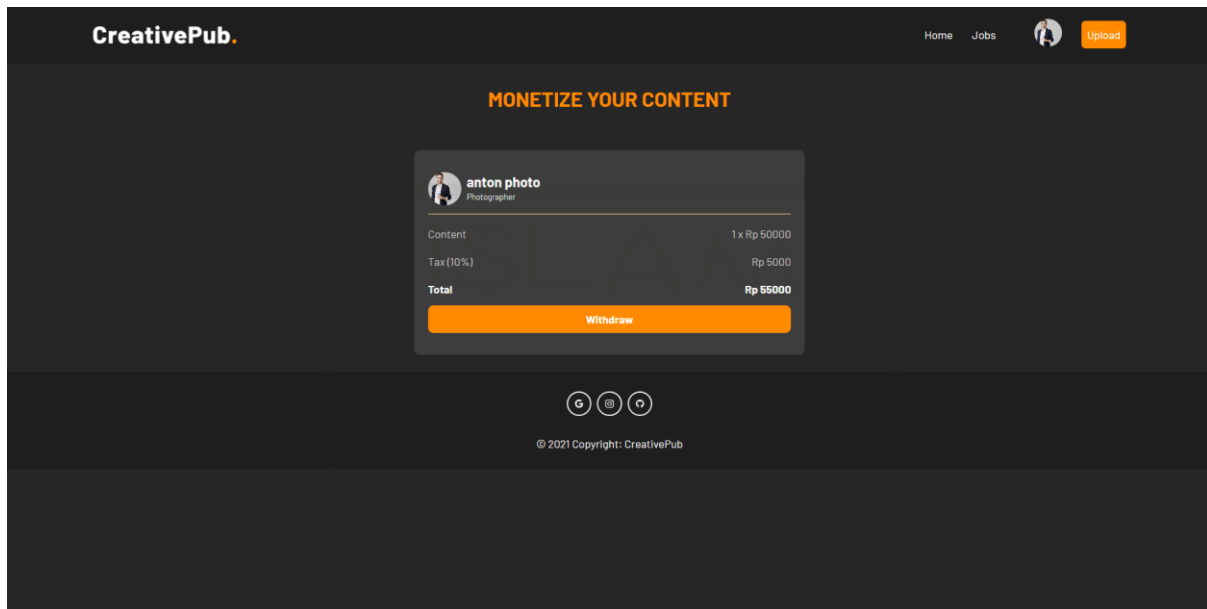 CreativePub.
Home Jobs Upload
MONETIZE YOUR CONTENT
anton photo
Photographer
Content 1 x Rp 50000
Tax (10%) Rp 5000
Total Rp 55000
Withdraw
© 2021 Copyright: CreativePub